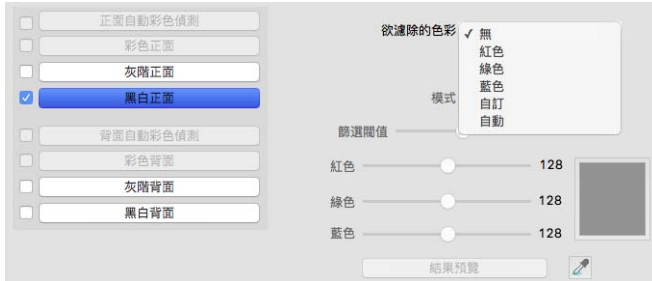 正面自動彩色偵測
彩色正面
灰階正面
黑白正面
背面自動彩色偵測
彩色背面
灰階背面
黑白背面
欲濾除的色彩
✓ 無
紅色
綠色
藍色
自訂
自動
模式
篩選閥值
紅色 128
綠色 128
藍色 128
結果預覽